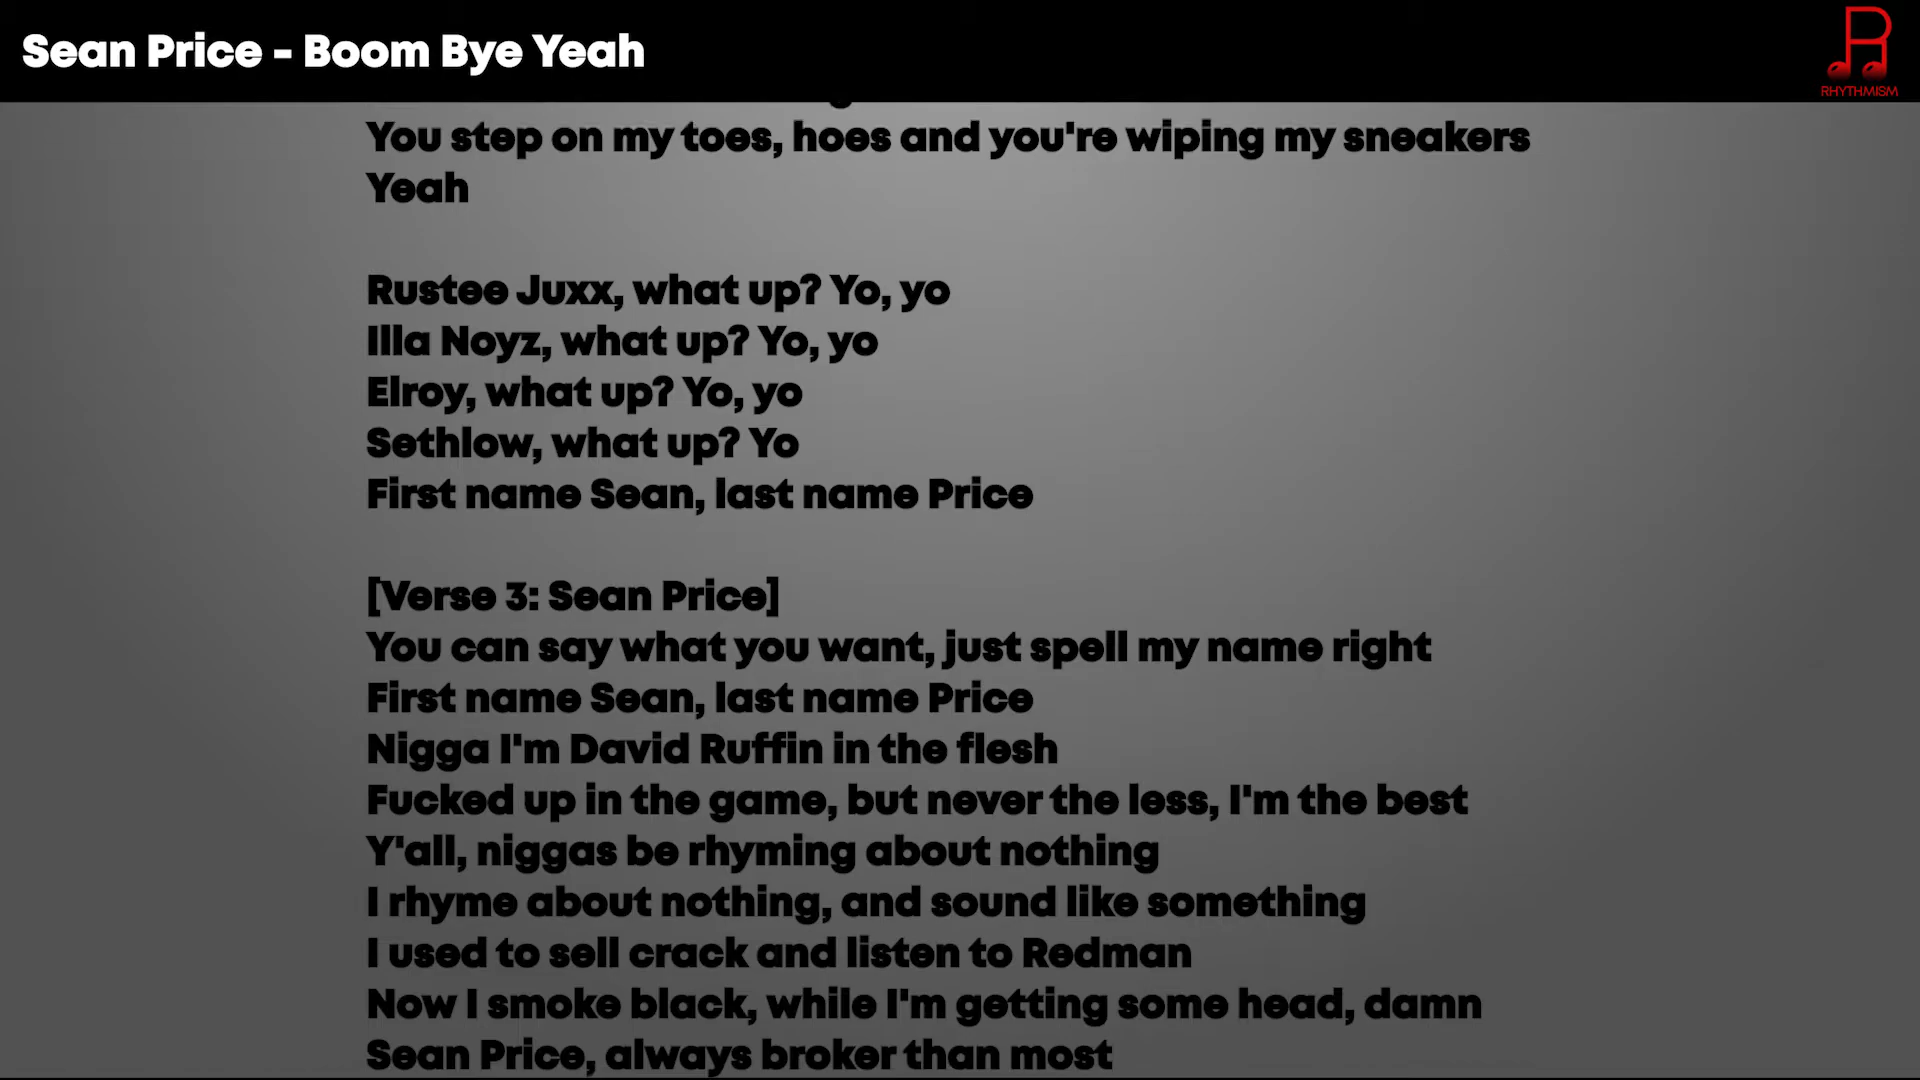 Sean Price - Boom Bye Yeah
RHYTHMISM
You step on my toes, hoes and you're wiping my sneakers
Yeah
Rustee Juxx, what up? Yo, yo
Illa Noyz, what up? Yo, yo
Elroy, what up? Yo, yo
Sethlow, what up? Yo
First name Sean, last name Price
[Verse 3: Sean Price]
You can say what you want, just spell my name right
First name Sean, last name Price
Nigga I'm David Ruffin in the flesh
Fucked up in the game, but never the less, I'm the best
Y'all, niggas be rhyming about nothing
I rhyme about nothing, and sound like something
I used to sell crack and listen to Redman
Now I smoke black, while I'm getting some head, damn
Sean Price, always broker than most